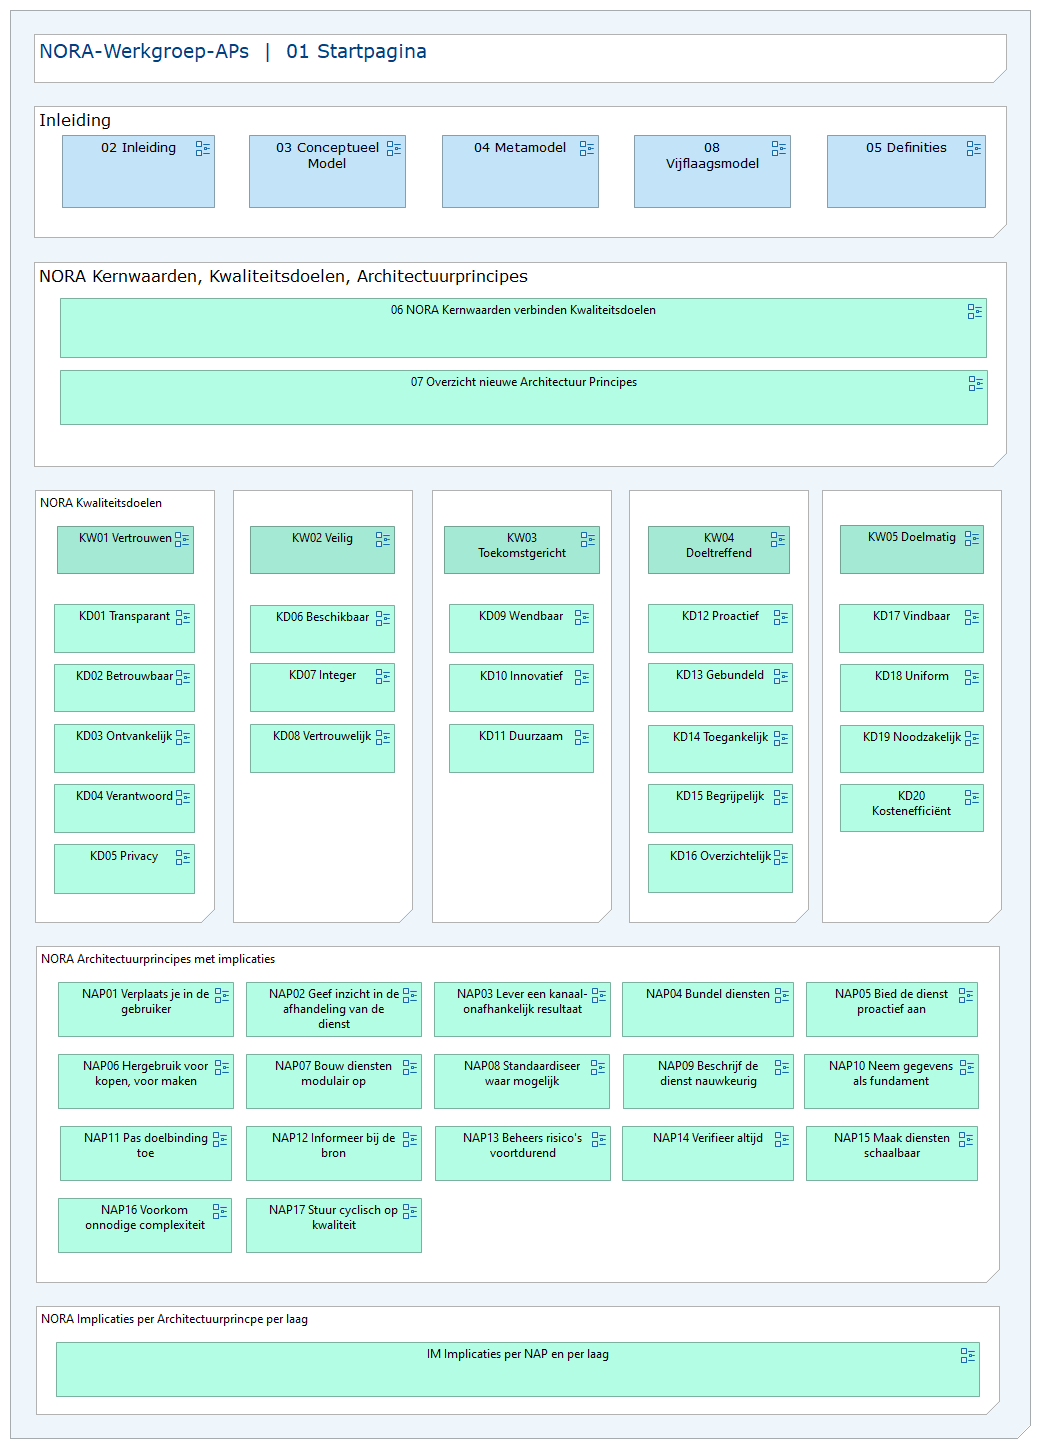 NORA-Werkgroep-APs | 01 Startpagina
Inleiding
02 Inleiding
03 Conceptueel
Model
04 Metamodel
08
Vijflaagsmodel
05 Definities
NORA Kernwaarden, Kwaliteitsdoelen, Architectuurprincipes
06 NORA Kernwaarden verbinden Kwaliteitsdoelen
07 Overzicht nieuwe Architectuur Principes
NORA Kwaliteitsdoelen
KW01 Vertrouwen
KD01 Transparant
KD02 Betrouwbaar
KD03 Ontvankelijk
KD04 Verantwoord
KD05 Privacy
KW02 Veilig
KD06 Beschikbaar
KD07 Integer
KD08 Vertrouwelijk
KW03
Toekomstgericht
KD09 Wendbaar
KD10 Innovatief
KD11 Duurzaam
KW04
Doeltreffend
KD12 Proactief
KD13 Gebundeld
KD14 Toegankelijk
KD15 Begrijpelijk
KD16 Overzichtelijk
KW05 Doelmatig
KD17 Vindbaar
KD18 Uniform
KD19 Noodzakelijk
KD20
Kostenefficiënt
NORA Architectuurprincipes met implicaties
NAP01 Verplaats je in de
gebruiker
NAP02 Geef inzicht in de
afhandeling van de
dienst
NAP03 Lever een kanaal-
onafhankelijk resultaat
NAP04 Bundel diensten
NAP05 Bied de dienst
proactief aan
NAP06 Hergebruik voor
kopen, voor maken
NAP07 Bouw diensten
modulair op
NAP08 Standaardiseer
waar mogelijk
NAP09 Beschrijf de
dienst nauwkeurig
NAP10 Neem gegevens
als fundament
NAP11 Pas doelbinding
toe
NAP12 Informeer bij de
bron
NAP13 Beheers risico's
voortdurend
NAP14 Verifieer altijd
NAP15 Maak diensten
schaalbaar
NAP16 Voorkom
onnodige complexiteit
NAP17 Stuur cyclisch op
kwaliteit
NORA Implicaties per Architectuurprincpe per laag
IM Implicaties per NAP en per laag